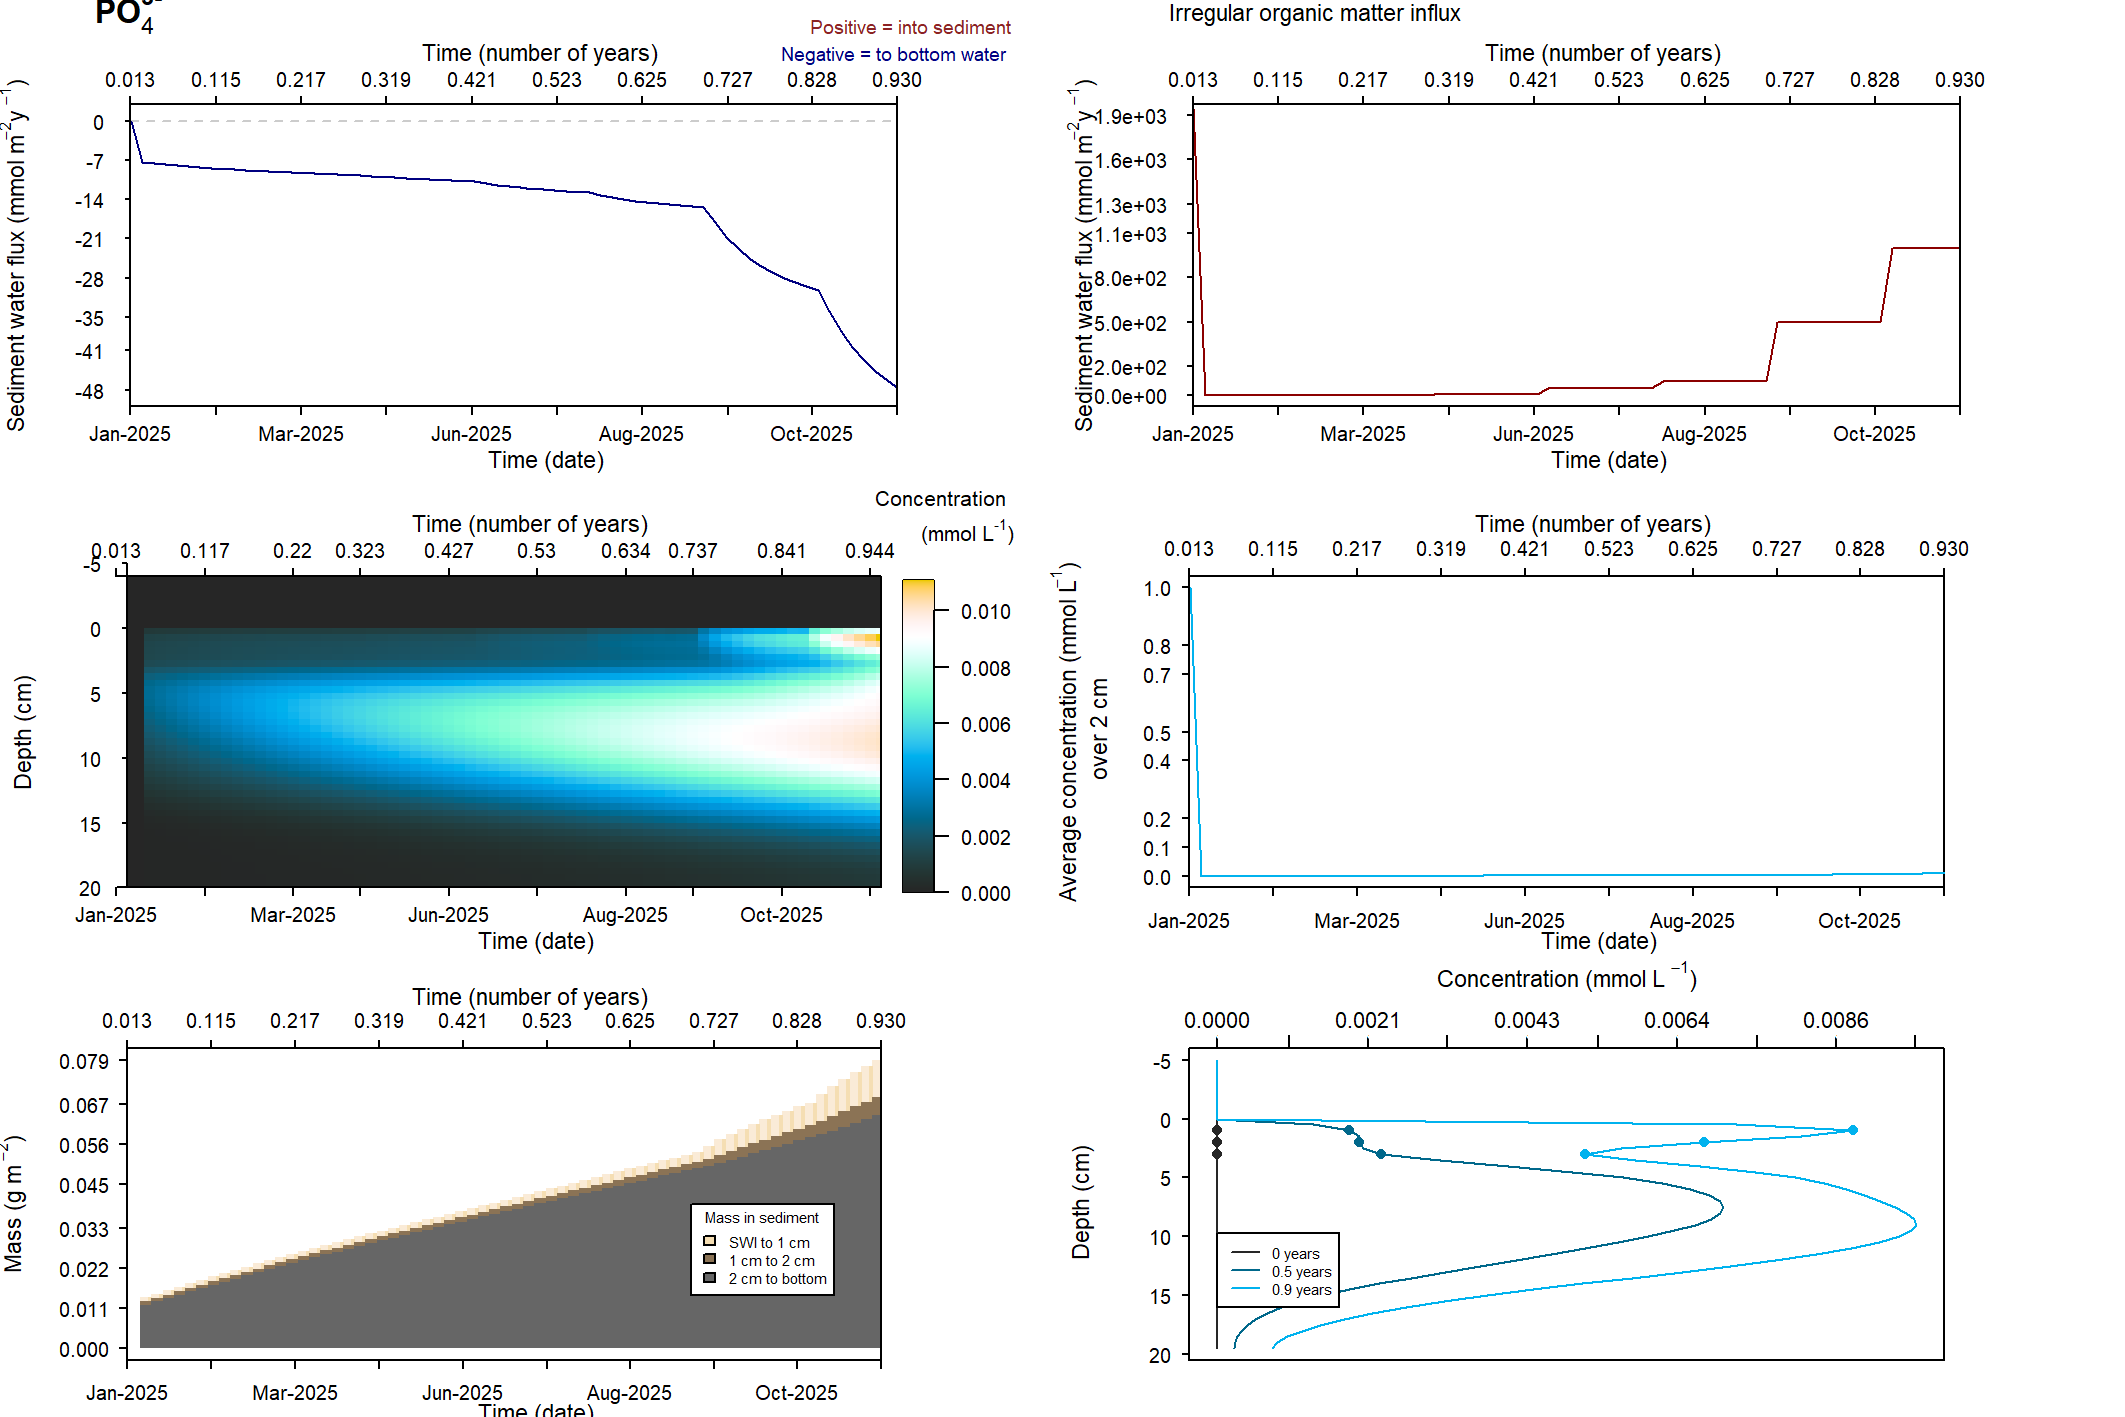 PO 4
Positive = into sediment
Negative = to bottom water
Time (number of years)
0.013 0.115 0.217 0.319 0.421 0.523 0.625 0.727 0.828 0.930
Sediment water flux (mmol m−2y −1)
0
-7
-14
-21
-28
-35
-41
-48
Jan-2025 Mar-2025 Jun-2025 Aug-2025 Oct-2025
Time (date)
Irregular organic matter influx
Time (number of years)
0.013 0.115 0.217 0.319 0.421 0.523 0.625 0.727 0.828 0.930
Sediment water flux (mmol m−2y −1)
1.9e+03
1.6e+03
1.3e+03
1.1e+03
8.0e+02
5.0e+02
2.0e+02
0.0e+00
Jan-2025 Mar-2025 Jun-2025 Aug-2025 Oct-2025
Time (date)
Concentration
(mmol L-1)
Time (number of years)
0.013 0.117 0.22 0.323 0.427 0.53 0.634 0.737 0.841 0.944
Depth (cm)
-5
0
5
10
15
20
0.010
0.008
0.006
0.004
0.002
0.000
Jan-2025 Mar-2025 Jun-2025 Aug-2025 Oct-2025
Time (date)
Time (number of years)
0.013 0.115 0.217 0.319 0.421 0.523 0.625 0.727 0.828 0.930
Average concentration (mmol L−1)
over 2 cm
1.0
0.8
0.7
0.5
0.4
0.2
0.1
0.0
Jan-2025 Mar-2025 Jun-2025 Aug-2025 Oct-2025
Time (date)
Time (number of years)
0.013 0.115 0.217 0.319 0.421 0.523 0.625 0.727 0.828 0.930
Mass (g m−2)
0.079
0.067
0.056
0.045
0.033
0.022
0.011
0.000
Mass in sediment
SWI to 1 cm
1 cm to 2 cm
2 cm to bottom
Jan-2025 Mar-2025 Jun-2025 Aug-2025 Oct-2025
Time (date)
Concentration (mmol L −1)
0.0000 0.0021 0.0043 0.0064 0.0086
Depth (cm)
-5
0
5
10
15
20
0 years
0.5 years
0.9 years